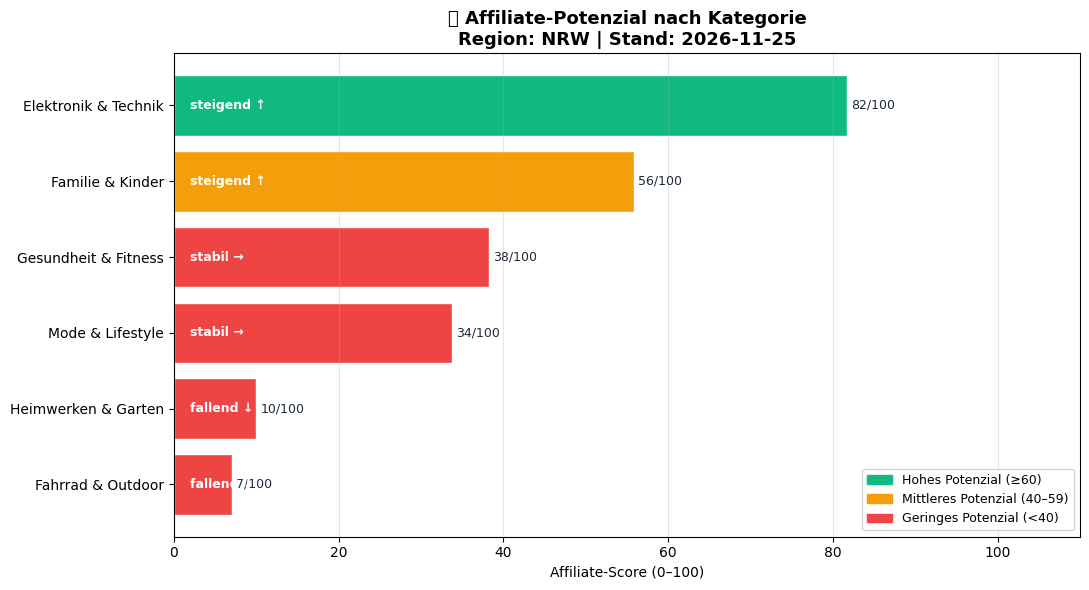 Affiliate-Potenzial nach Kategorie
Region: NRW | Stand: 2026-11-25
Elektronik & Technik
steigend ↑
82/100
Familie & Kinder
steigend ↑
56/100
Gesundheit & Fitness
stabil →
38/100
Mode & Lifestyle
stabil →
34/100
Heimwerken & Garten
fallend ↓
10/100
Fahrrad & Outdoor
fallend
7/100
Hohes Potenzial (≥60)
Mittleres Potenzial (40–59)
Geringes Potenzial (<40)
0 20 40 60 80 100
Affiliate-Score (0–100)